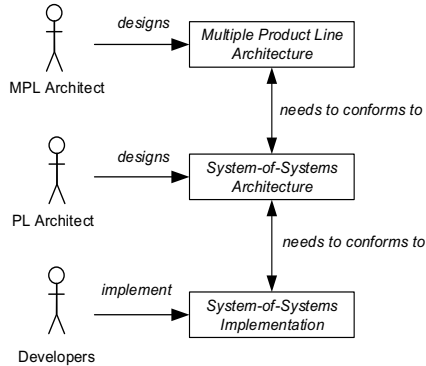 designs
Multiple Product Line
Architecture
MPL Architect
needs to conforms to
designs
System-of-Systems
Architecture
PL Architect
needs to conforms to
implement
System-of-Systems
Implementation
Developers